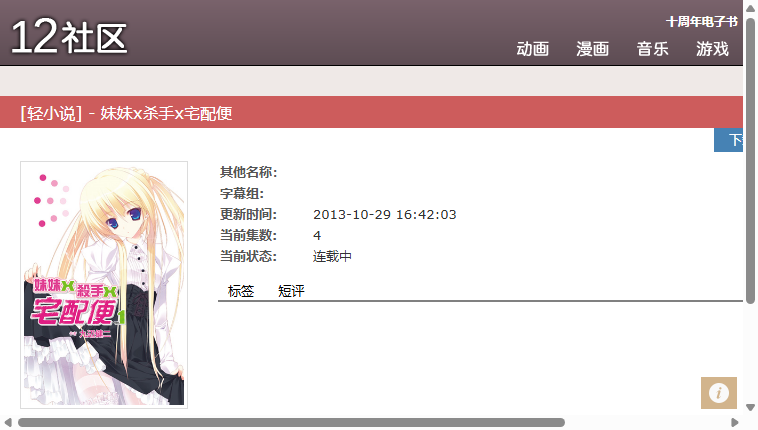 12社区
十周年电子书
动画 漫画 音乐 游戏
[轻小说] - 妹妹x杀手x宅配便
其他名称:
字幕组:
更新时间: 2013-10-29 16:42:03
当前集数: 4
当前状态: 连载中
标签 短评
妹妹x
殺手x
宅配便 1